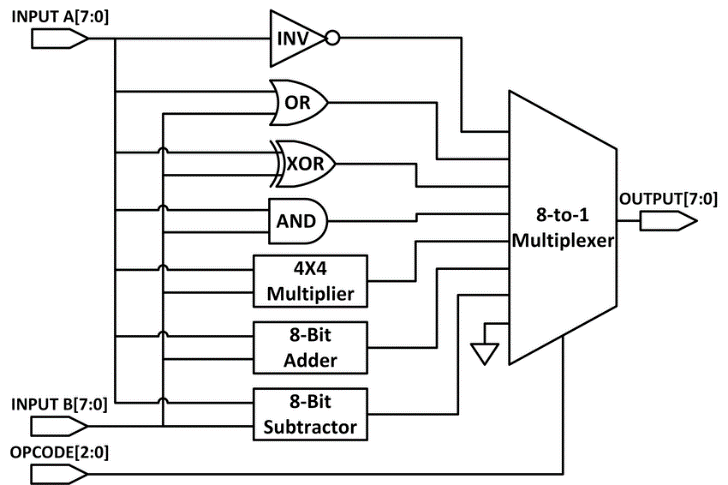 INPUT A[7:0]
INV
OR
XOR
AND
4X4
Multiplier
8-Bit
Adder
8-Bit
Subtractor
8-to-1
Multiplexer
OUTPUT[7:0]
INPUT B[7:0]
OPCODE[2:0]